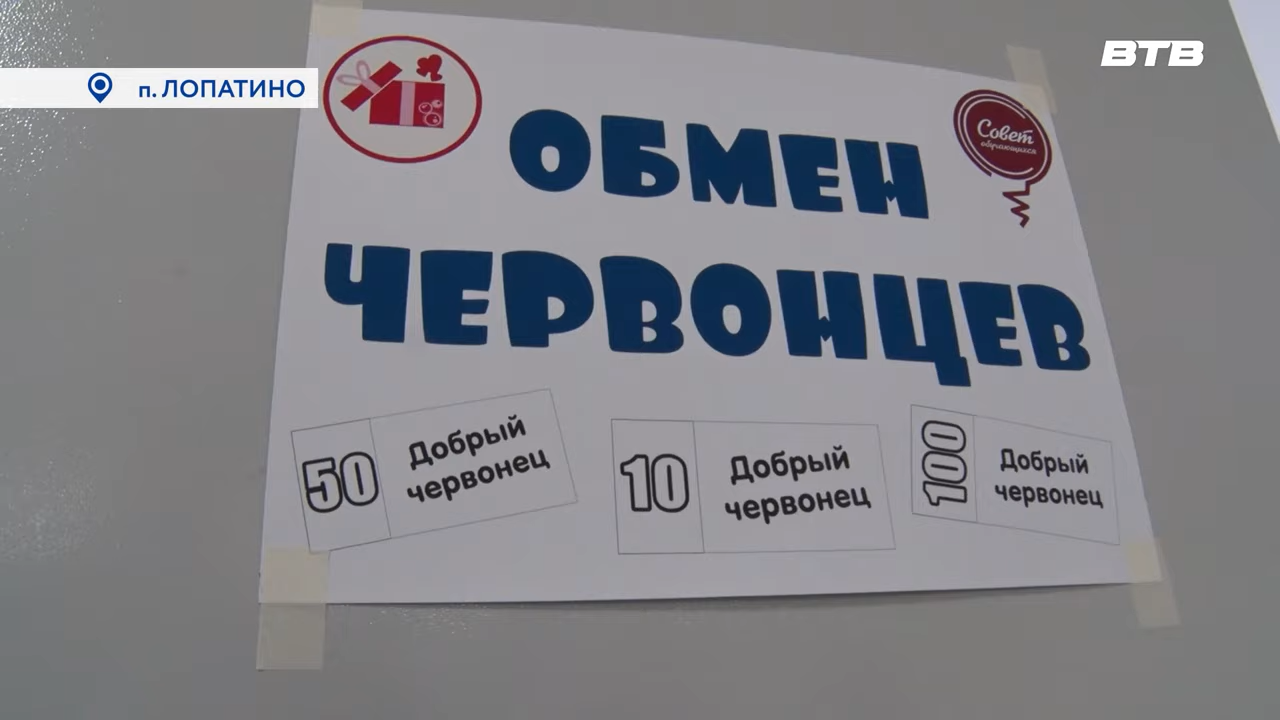 п. ЛОПАТИНО
ВТВ
Совет
обучающихся
ОБМЕН
ЧЕРВОНЦЕВ
50
Добрый
червонец
10
Добрый
червонец
100
Добрый
червонец